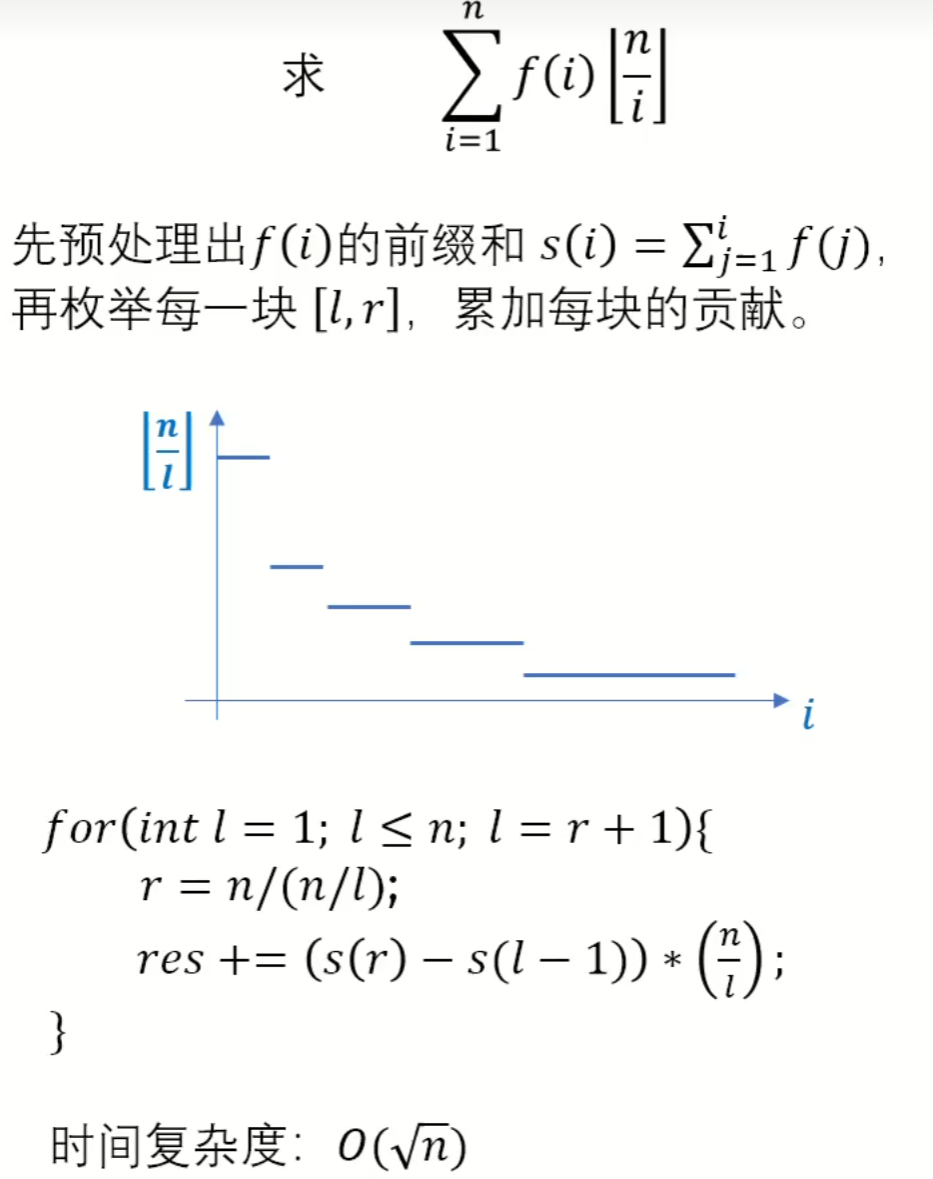 求 $\sum_{i=1}^{n} f(i) \left\lfloor \frac{n}{i} \right\rfloor$
先预处理出$f(i)$的前缀和 $s(i) = \sum_{j=1}^{i} f(j)$,
再枚举每一块 $[l, r]$, 累加每块的贡献。
$\left\lfloor \frac{n}{l} \right\rfloor$
$i$
for(int l = 1; l ≤ n; l = r + 1){
r = n/(n/l);
res += (s(r) − s(l − 1)) ∗ $\left(\frac{n}{l}\right)$;
}
时间复杂度: $O(\sqrt{n})$